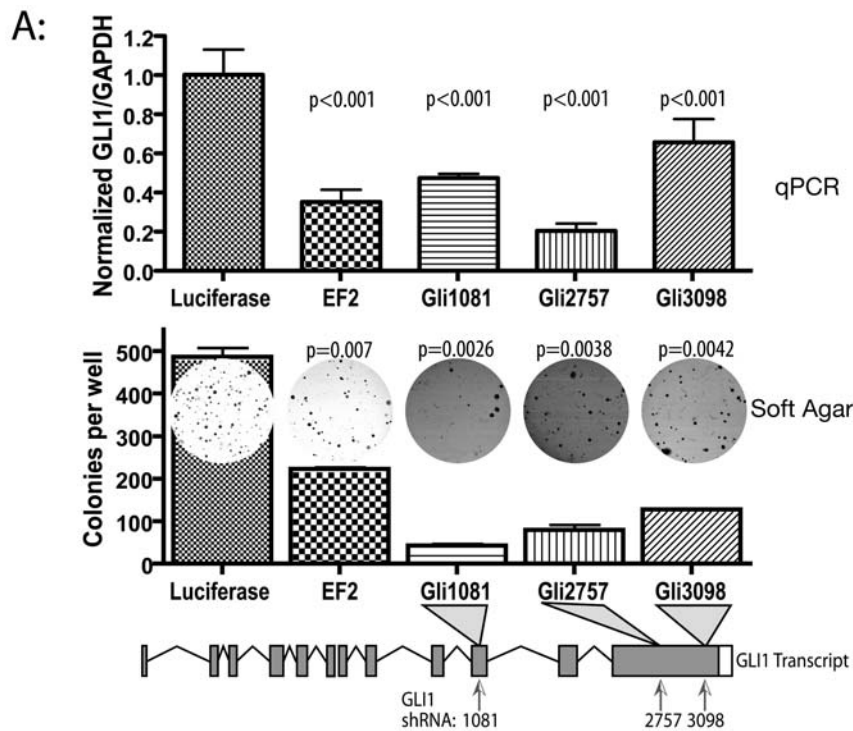 A:
Normalized GLI1/GAPDH
1.2
1.0
0.8
0.6
0.4
0.2
0.0
p<0.001 p<0.001 p<0.001 p<0.001
qPCR
Luciferase EF2 Gli1081 Gli2757 Gli3098
Colonies per well
500
400
300
200
100
0
p=0.007 p=0.0026 p=0.0038 p=0.0042
Soft Agar
Luciferase EF2 Gli1081 Gli2757 Gli3098
GLI1 Transcript
GLI1
shRNA: 1081 2757 3098